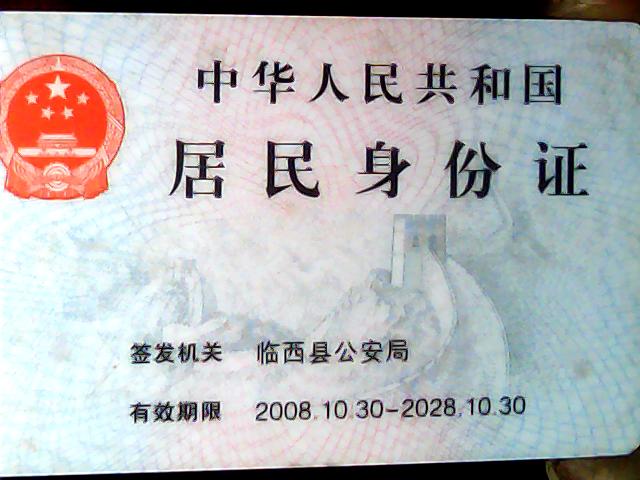 中华人民共和国
居民身份证
签发机关 临西县公安局
有效期限 2008.10.30-2028.10.30